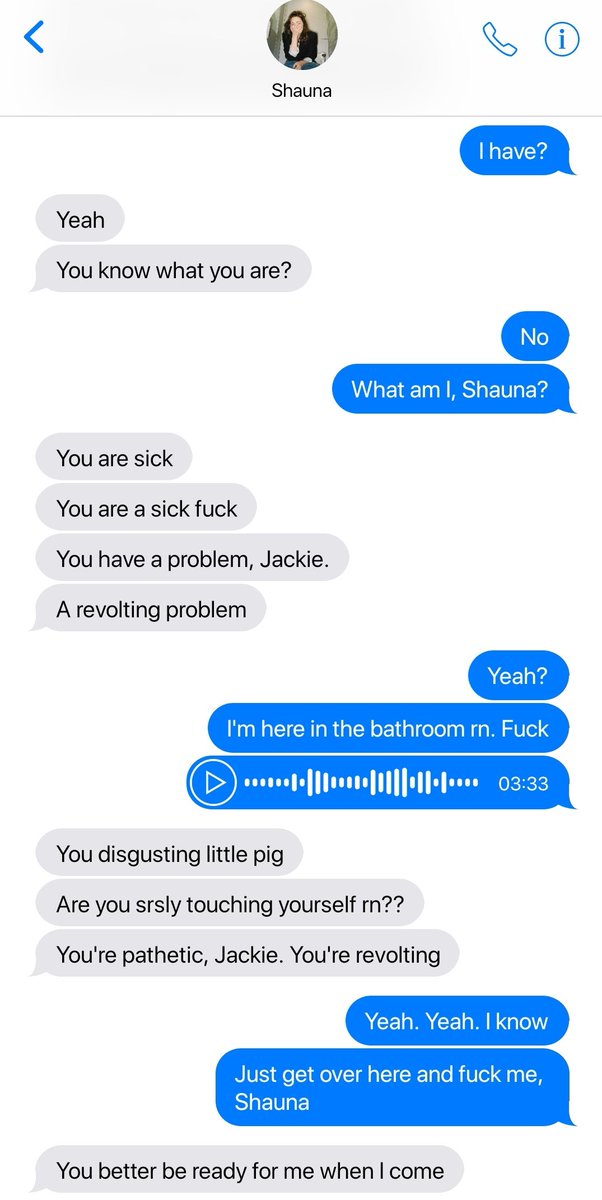 Shauna
I have?
Yeah
You know what you are?
No
What am I, Shauna?
You are sick
You are a sick fuck
You have a problem, Jackie.
A revolting problem
Yeah?
I'm here in the bathroom rn. Fuck
03:33
You disgusting little pig
Are you srsly touching yourself rn??
You're pathetic, Jackie. You're revolting
Yeah. Yeah. I know
Just get over here and fuck me,
Shauna
You better be ready for me when I come